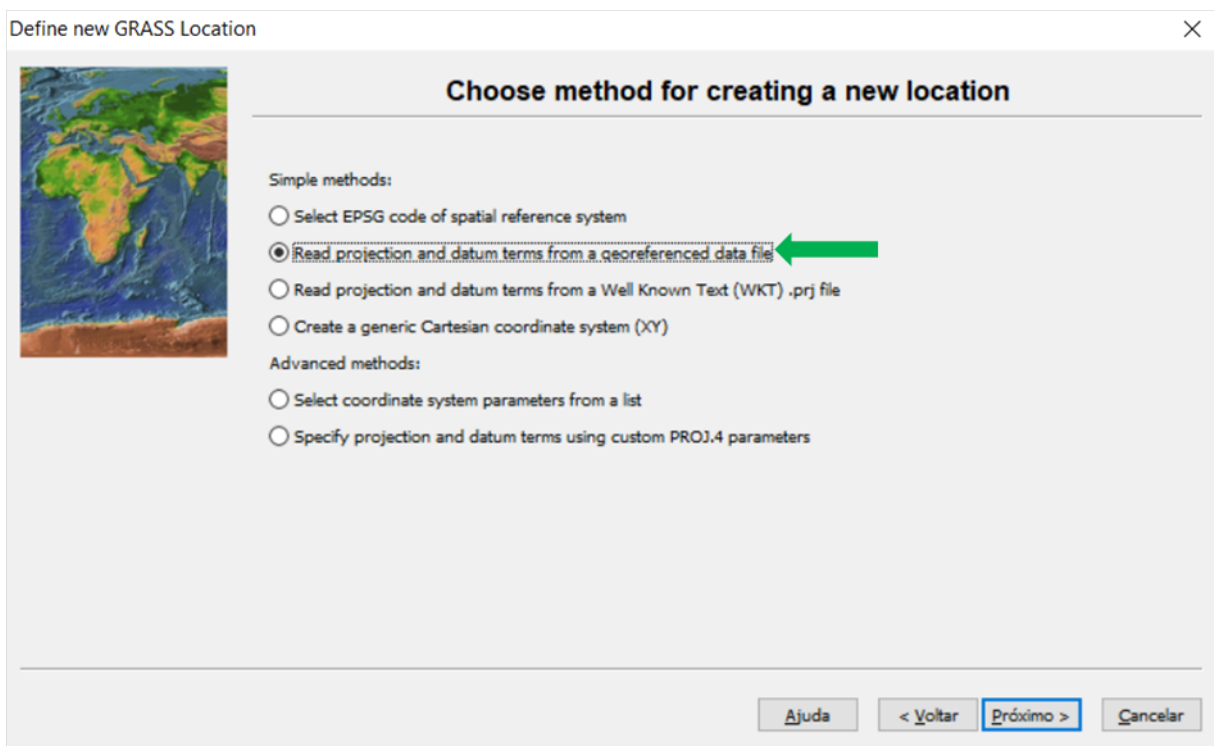 Define new GRASS Location
Choose method for creating a new location
Simple methods:
Select EPSG code of spatial reference system
Read projection and datum terms from a georeferenced data file
Read projection and datum terms from a Well Known Text (WKT) .prj file
Create a generic Cartesian coordinate system (XY)
Advanced methods:
Select coordinate system parameters from a list
Specify projection and datum terms using custom PROJ.4 parameters
Ajuda < Voltar Próximo > Cancelar